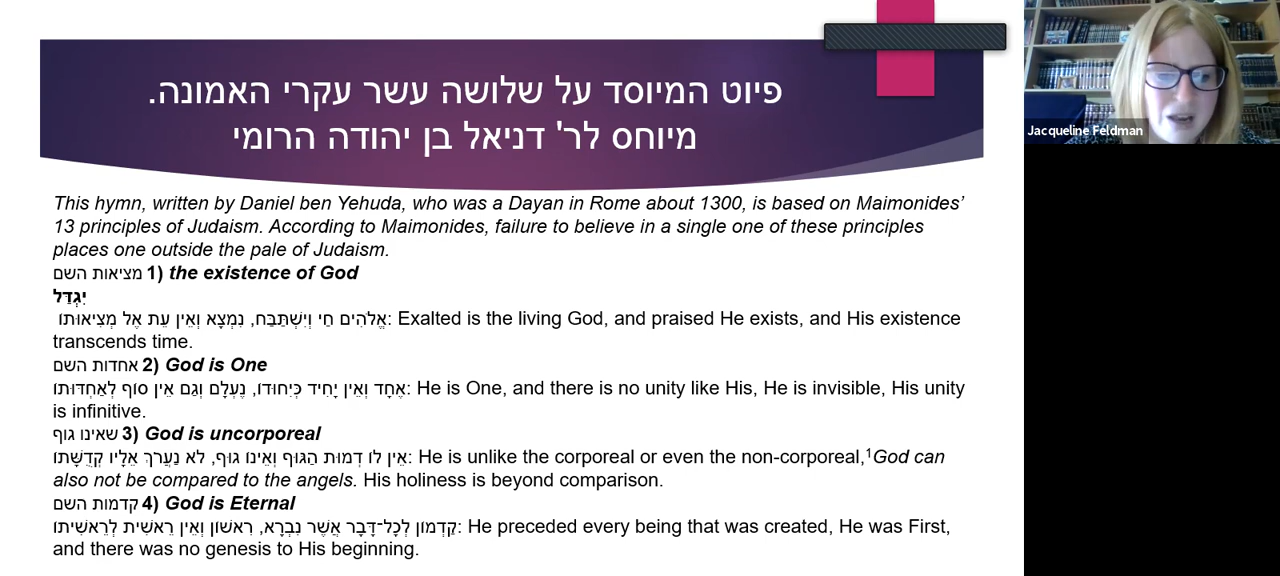 פיוט המיוסד על שלושה עשר עקרי האמונה.
מיוחס לר' דניאל בן יהודה הרומי
This hymn, written by Daniel ben Yehuda, who was a Dayan in Rome about 1300, is based on Maimonides'
13 principles of Judaism. According to Maimonides, failure to believe in a single one of these principles
places one outside the pale of Judaism.
מציאות השם 1) the existence of God
יִגְדַּל
אֱלֹהִים חַי וְיִשְׁתַּבַּח, נִמְצָא וְאֵין עֵת אֶל מְצִיאוּתוֹ: Exalted is the living God, and praised He exists, and His existence
transcends time.
אחדות השם 2) God is One
אֶחָד וְאֵין יָחִיד כְּיִחוּדוֹ, נֶעְלָם וְגַם אֵין סוֹף לְאַחְדּוּתוֹ: He is One, and there is no unity like His, He is invisible, His unity
is infinitive.
שאינו גוף 3) God is uncorporeal
אֵין לוֹ דְמוּת הַגּוּף וְאֵינוֹ גוּף, לֹא נַעֲרֹךְ אֵלָיו קְדֻשָּׁתוֹ: He is unlike the corporeal or even the non-corporeal,¹God can
also not be compared to the angels. His holiness is beyond comparison.
קדמות השם 4) God is Eternal
קַדְמוֹן לְכָל־דָּבָר אֲשֶׁר נִבְרָא, רִאשׁוֹן וְאֵין רֵאשִׁית לְרֵאשִׁיתוֹ: He preceded every being that was created, He was First,
and there was no genesis to His beginning.
Jacqueline Feldman